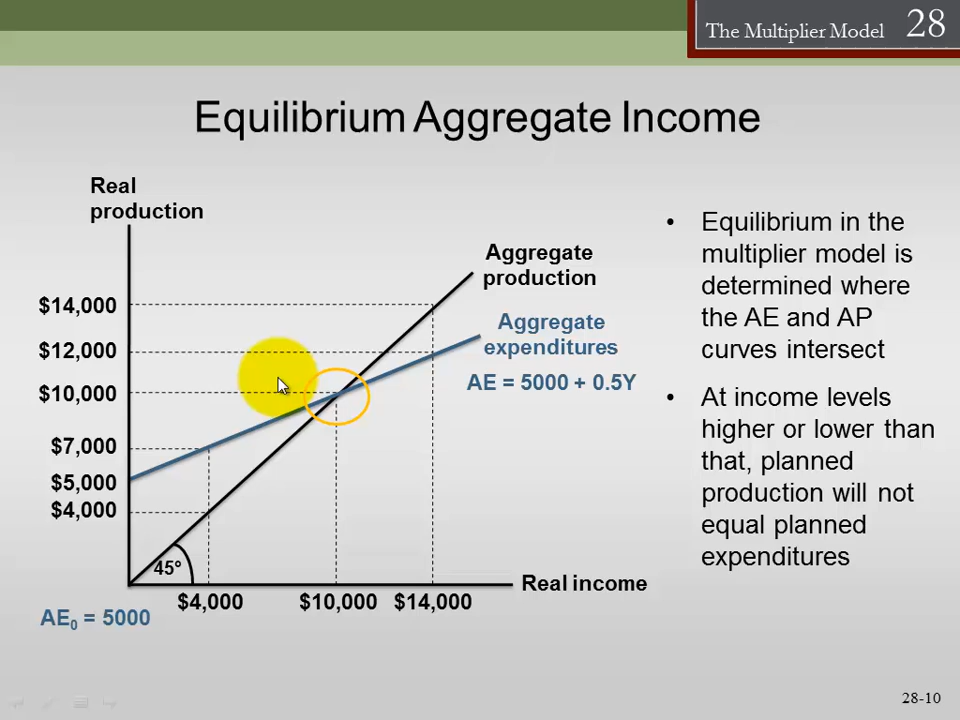 The Multiplier Model 28
Equilibrium Aggregate Income
Real
production
$14,000
$12,000
$10,000
$7,000
$5,000
$4,000
45°
Aggregate
production
Aggregate
expenditures
AE = 5000 + 0.5Y
Real income
$4,000 $10,000 $14,000
AE₀ = 5000
• Equilibrium in the
multiplier model is
determined where
the AE and AP
curves intersect
• At income levels
higher or lower than
that, planned
production will not
equal planned
expenditures
28-10